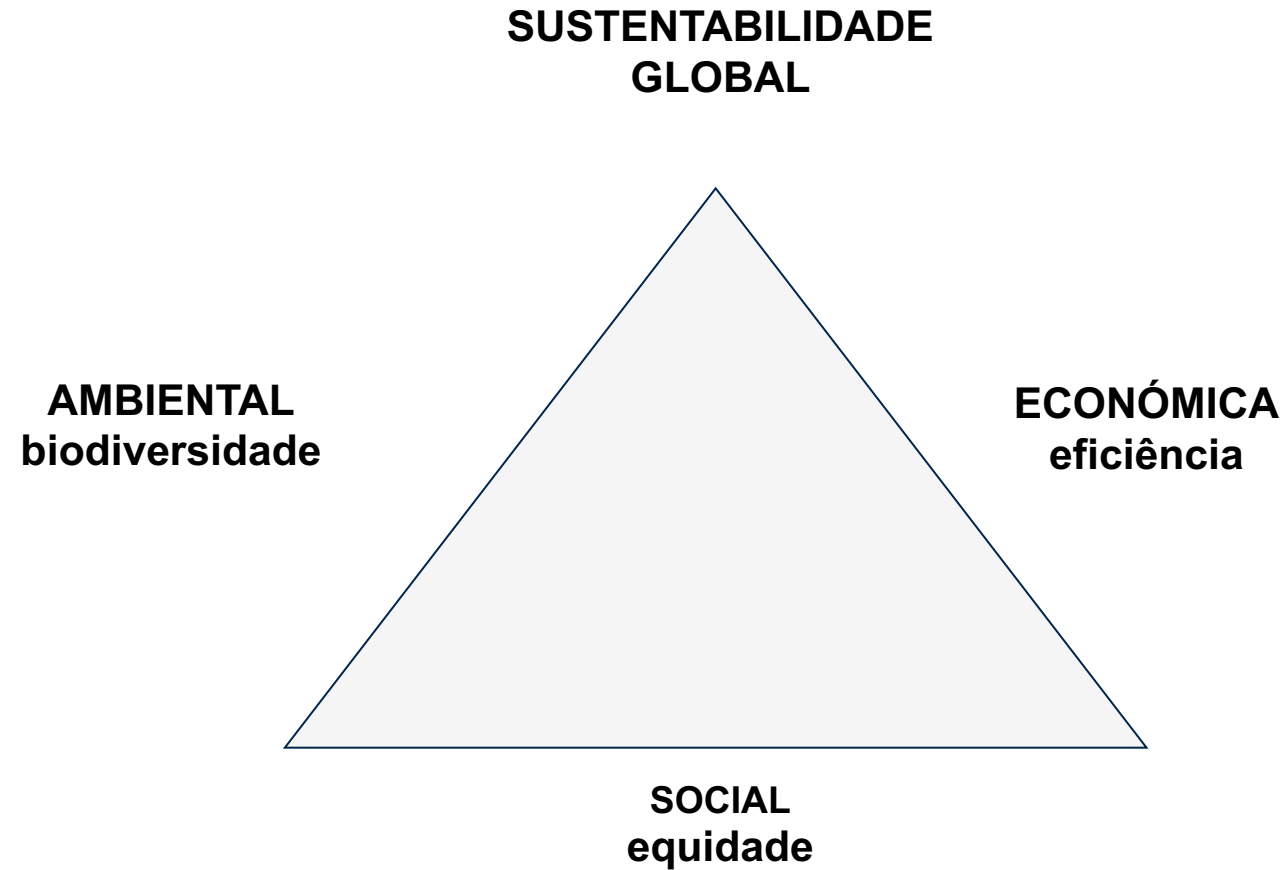 SUSTENTABILIDADE
GLOBAL
AMBIENTAL
biodiversidade
ECONÓMICA
eficiência
SOCIAL
equidade